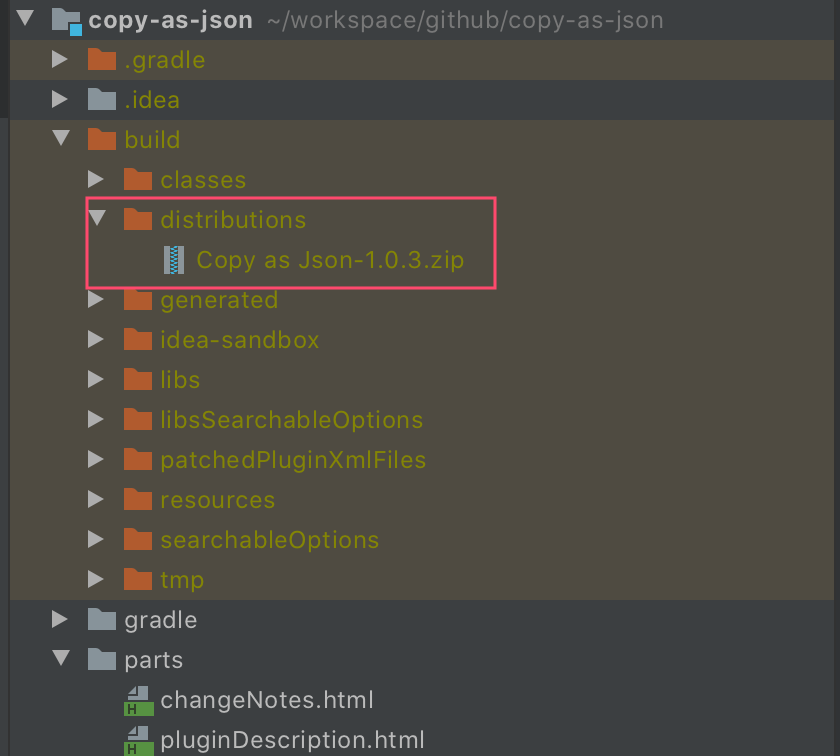 copy-as-json ~/workspace/github/copy-as-json
.gradle
.idea
build
classes
distributions
Copy as Json-1.0.3.zip
generated
idea-sandbox
libs
libsSearchableOptions
patchedPluginXmlFiles
resources
searchableOptions
tmp
gradle
parts
H changeNotes.html
H pluginDescription.html